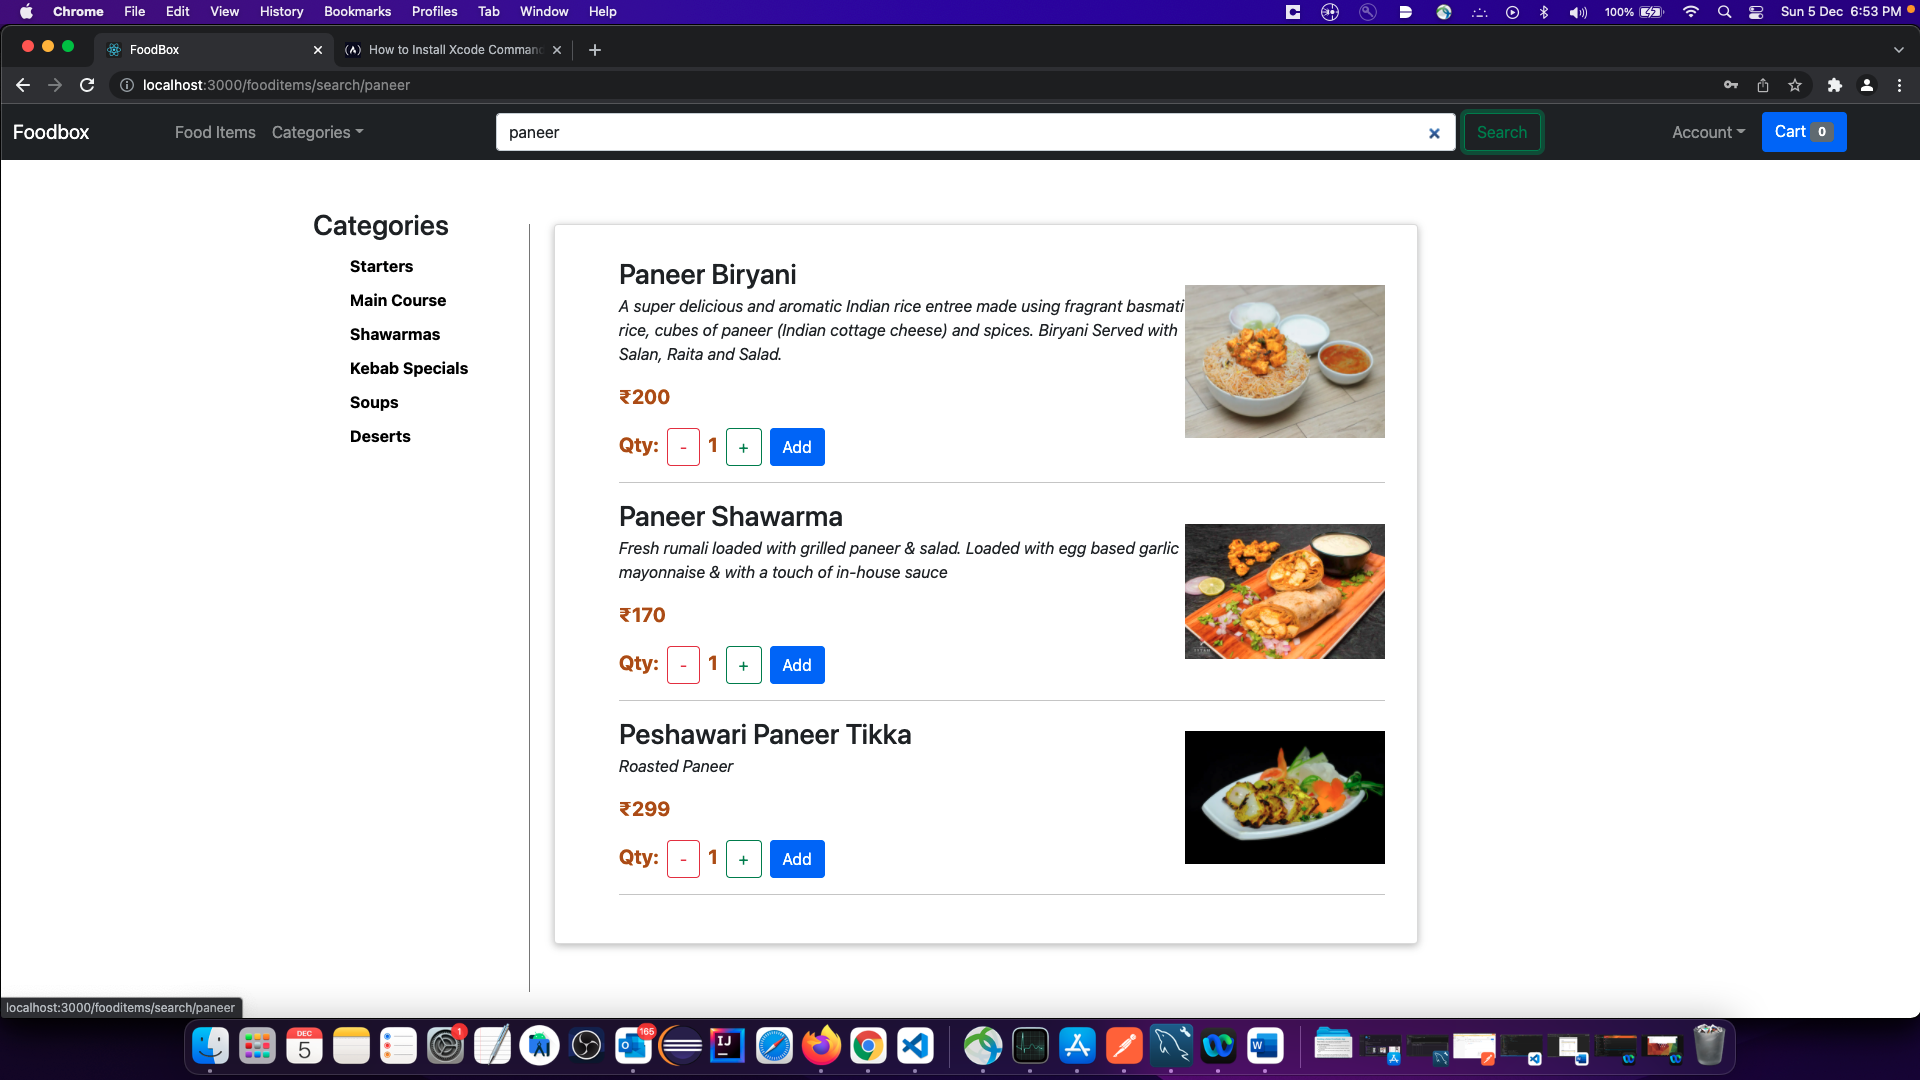 Chrome File Edit View History Bookmarks Profiles Tab Window Help 100% Sun 5 Dec 6:53 PM
FoodBox How to Install Xcode Comman
localhost:3000/fooditems/search/paneer
Foodbox Food Items Categories paneer Search Account Cart 0
Categories
Starters
Main Course
Shawarmas
Kebab Specials
Soups
Deserts
Paneer Biryani
A super delicious and aromatic Indian rice entree made using fragrant basmati
rice, cubes of paneer (Indian cottage cheese) and spices. Biryani Served with
Salan, Raita and Salad.
₹200
Qty: - 1 + Add
Paneer Shawarma
Fresh rumali loaded with grilled paneer & salad. Loaded with egg based garlic
mayonnaise & with a touch of in-house sauce
₹170
Qty: - 1 + Add
Peshawari Paneer Tikka
Roasted Paneer
₹299
Qty: - 1 + Add
localhost:3000/fooditems/search/paneer
DEC
5
1
165
IJ
W